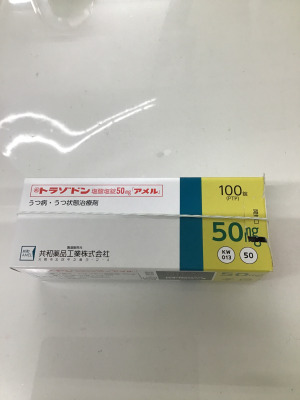 トラゾドン塩酸塩錠50mg「アメル」
うつ病・うつ状態治療剤
共和薬品工業株式会社
100錠
(PTP)
開口
50mg
KW
013
50